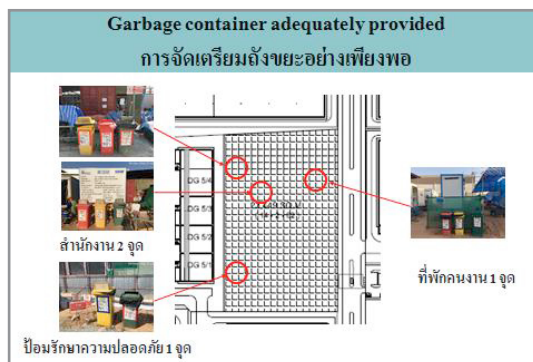 Garbage container adequately provided
การจัดเตรียมถังขยะอย่างเพียงพอ
DG 5/4
DG 5/3
DG 5/2
DG 5/1
สำนักงาน 2 จุด
ที่พักคนงาน 1 จุด
ป้อมรักษาความปลอดภัย 1 จุด